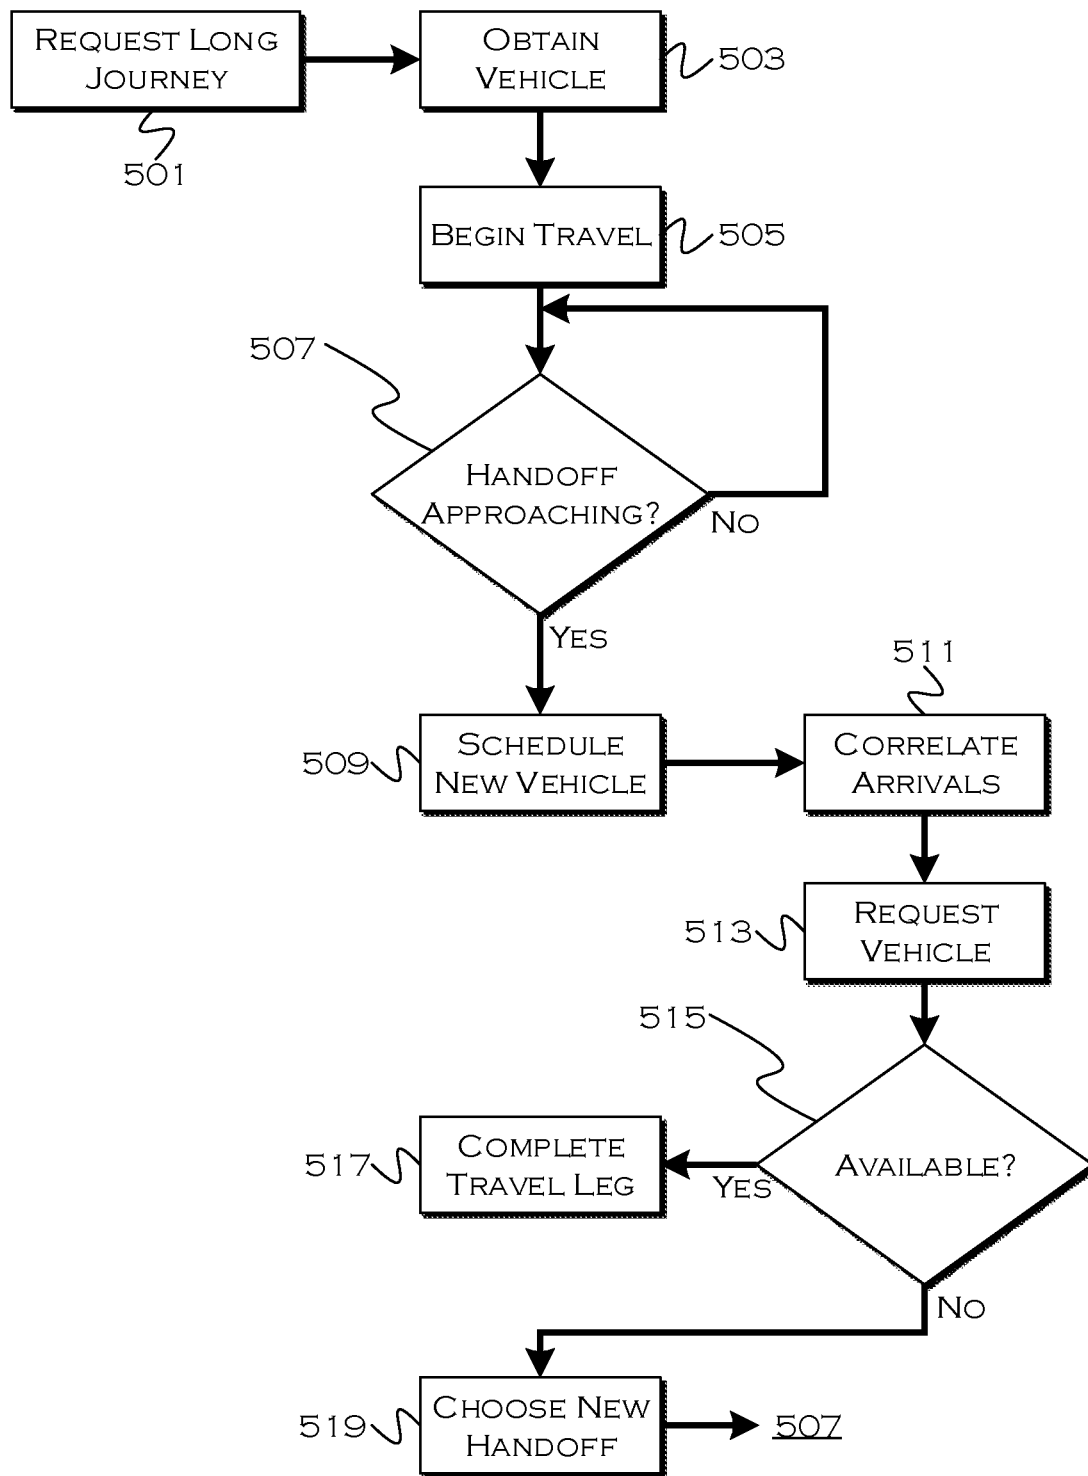 REQUEST LONG
JOURNEY
501
OBTAIN
VEHICLE
503
BEGIN TRAVEL
505
507
HANDOFF
APPROACHING?
NO
YES
509
SCHEDULE
NEW VEHICLE
511
CORRELATE
ARRIVALS
513
REQUEST
VEHICLE
515
AVAILABLE?
YES
517
COMPLETE
TRAVEL LEG
NO
519
CHOOSE NEW
HANDOFF
507